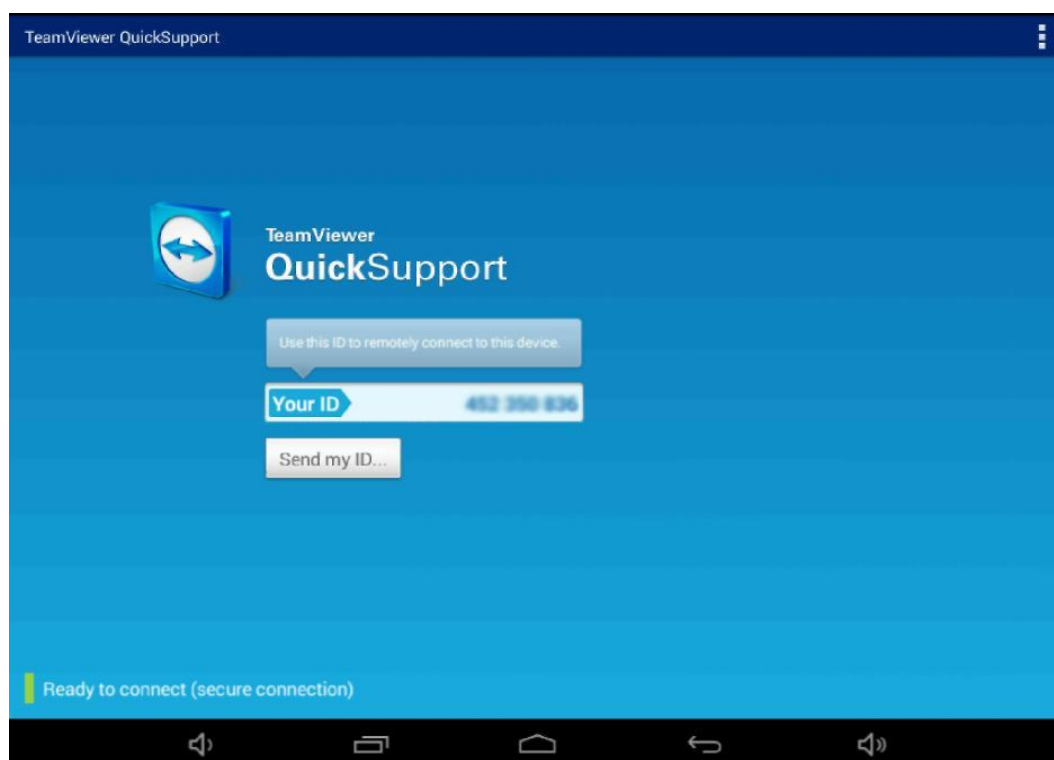 TeamViewer QuickSupport
TeamViewer
QuickSupport
Use this ID to remotely connect to this device.
Your ID
Send my ID...
Ready to connect (secure connection)